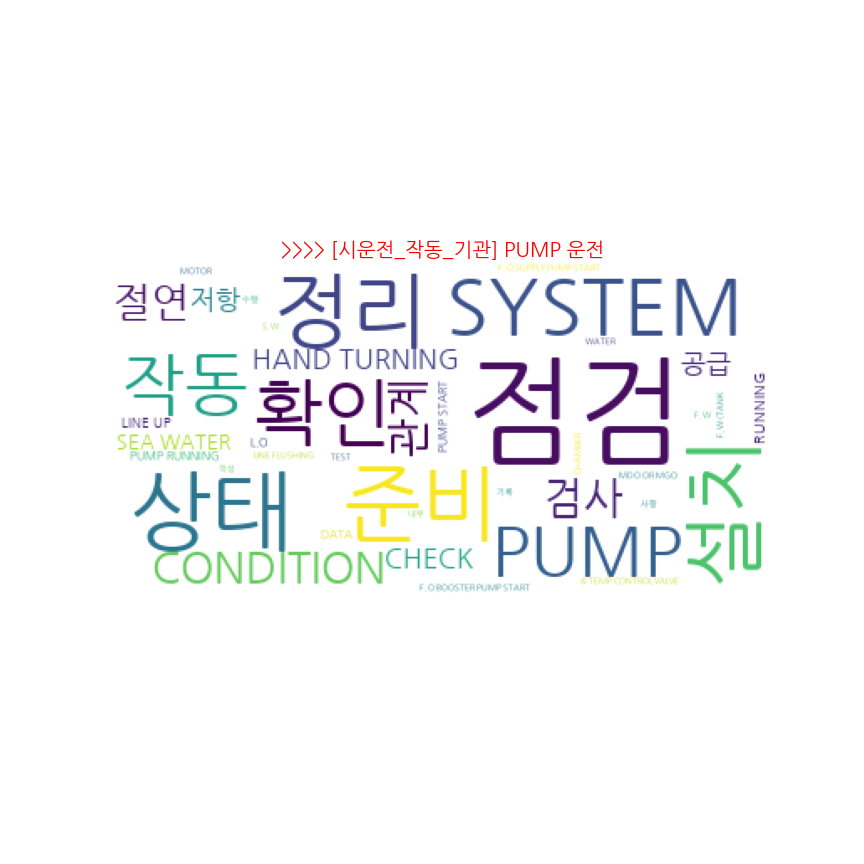 >>>> [시운전_작동_기관] PUMP 운전
MOTOR
F. O SUPPLY PUMP START
절연
저항
수행
정리
SYSTEM
S. W
WATER
HAND TURNING
작동
확인
관계
PUMP START
점검
공급
F. W
F. W (TANK
RUNNING
LINE UP
SEA WATER
L.O
PUMP RUNNING
LINE FLUSHING
TEST
작성
CHAMBER
MDO OR MGO
설치
상태
준비
기록
검사
사항
내부
DATA
PUMP
CONDITION
CHECK
F. O BOOSTER PUMP START
& TEMP CONTROL VALVE